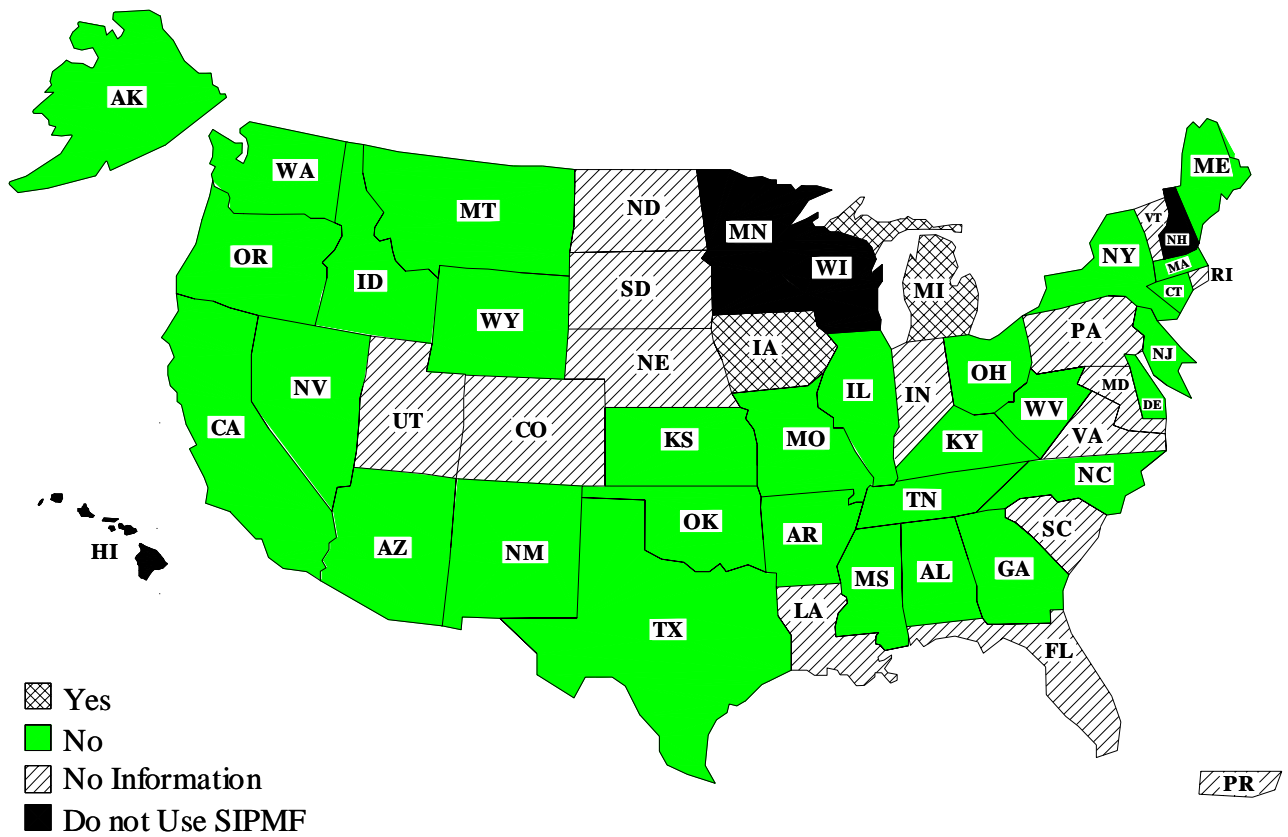 AK
WA
MT
ND
MN
ME
VT
NH
OR
ID
SD
WI
MI
NY
MA
RI
CT
WY
NE
IA
PA
NJ
NV
UT
CO
IL
IN
OH
MD
DE
CA
KS
MO
KY
WV
VA
AZ
NM
OK
AR
TN
NC
HI
SC
MS
AL
GA
TX
LA
FL
Yes
No
No Information
Do not Use SIPMF
PR